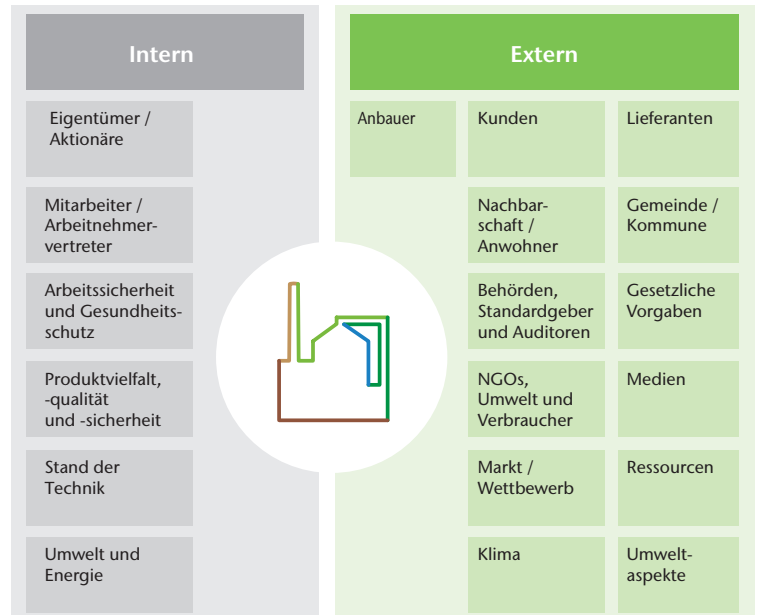 Intern
Eigentümer /
Aktionäre
Mitarbeiter /
Arbeitnehmer-
vertreter
Arbeitssicherheit
und Gesundheits-
schutz
Produktvielfalt,
-qualität
und -sicherheit
Stand der
Technik
Umwelt und
Energie
Extern
Anbauer
Kunden
Lieferanten
Nachbar-
schaft /
Anwohner
Gemeinde /
Kommune
Behörden,
Standardgeber
und Auditoren
Gesetzliche
Vorgaben
NGOs,
Umwelt und
Verbraucher
Medien
Markt /
Wettbewerb
Ressourcen
Klima
Umwelt-
aspekte